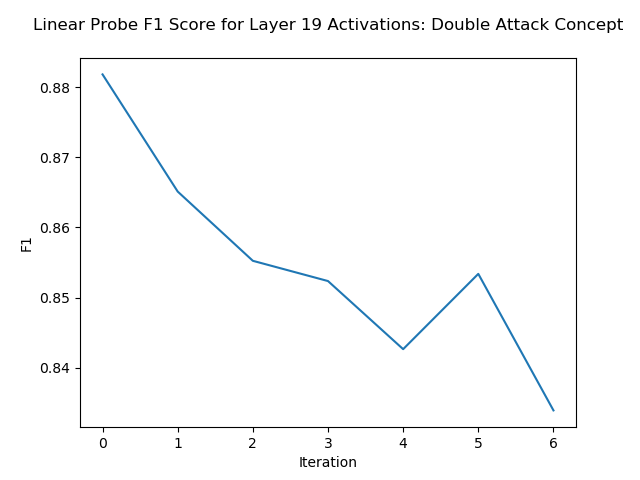 Linear Probe F1 Score for Layer 19 Activations: Double Attack Concept
0.88
0.87
0.86
0.85
0.84
F1
0 1 2 3 4 5 6
Iteration